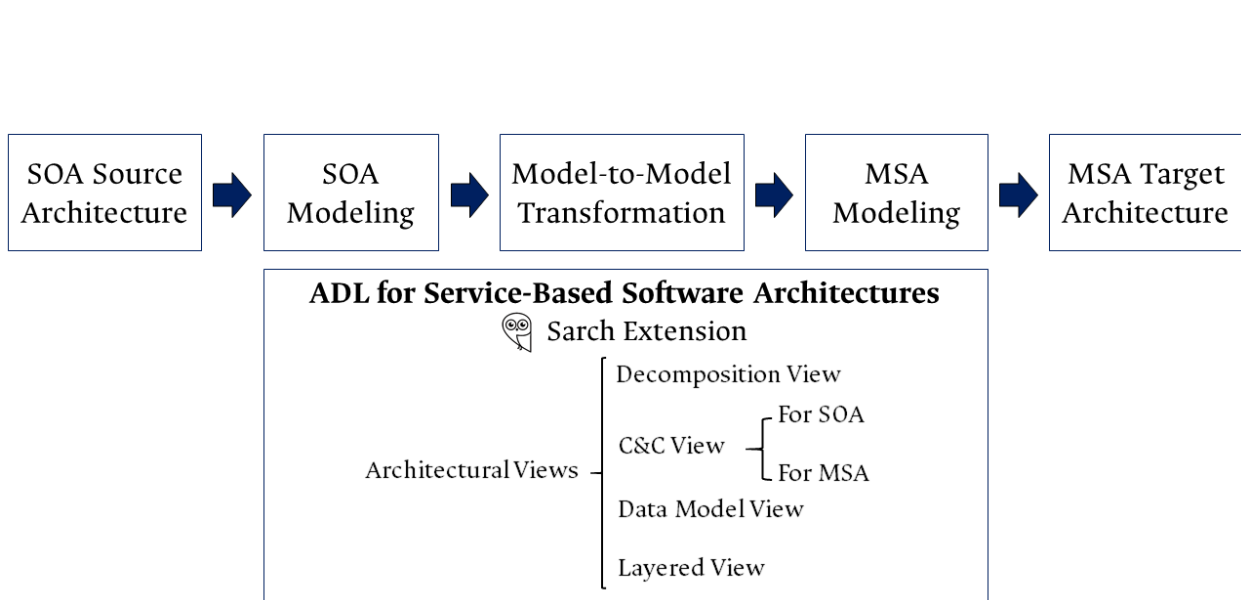 SOA Source
Architecture
SOA
Modeling
Model-to-Model
Transformation
MSA
Modeling
MSA Target
Architecture
ADL for Service-Based Software Architectures
Sarch Extension
Architectural Views
Decomposition View
C&C View
For SOA
For MSA
Data Model View
Layered View